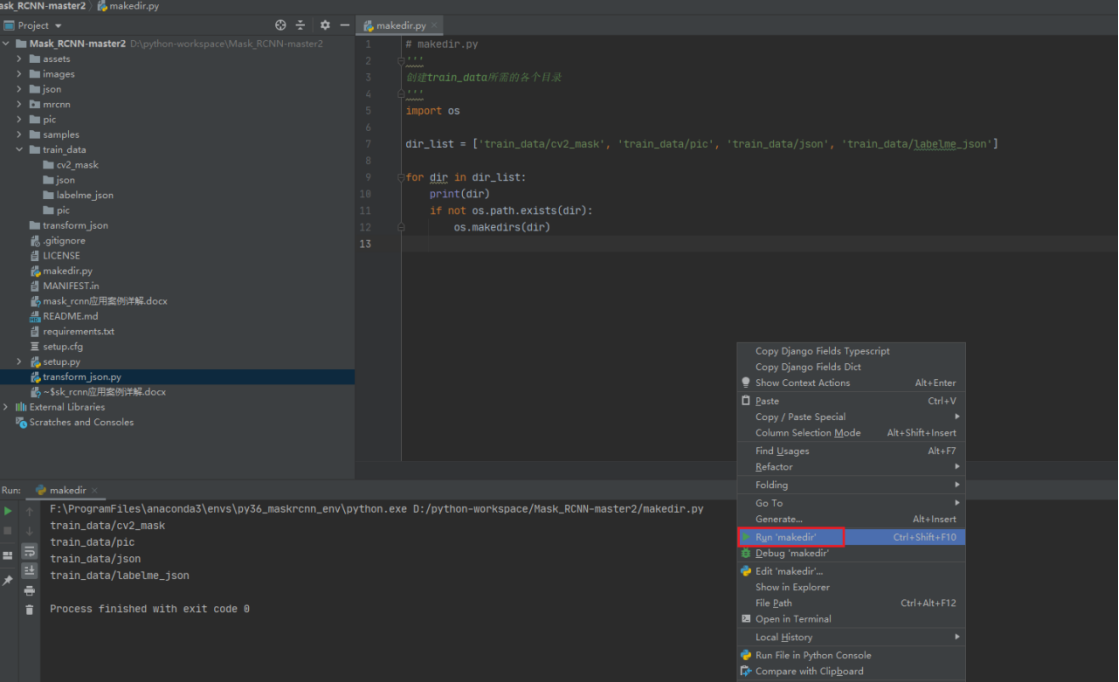 ask_RCNN-master2 › makedir.py
Project
makedir.py
Mask_RCNN-master2 D:\python-workspace\Mask_RCNN-master2
assets
images
json
mrcnn
pic
samples
train_data
cv2_mask
json
labelme_json
pic
transform_json
.gitignore
LICENSE
makedir.py
MANIFEST.in
mask_rcnn应用案例详解.docx
README.md
requirements.txt
setup.cfg
setup.py
transform_json.py
~$sk_rcnn应用案例详解.docx
External Libraries
Scratches and Consoles
1 # makedir.py
2 '''
3 创建train_data所需的各个目录
4 '''
5 import os
6
7 dir_list = ['train_data/cv2_mask', 'train_data/pic', 'train_data/json', 'train_data/labelme_json']
8
9 for dir in dir_list:
10 print(dir)
11 if not os.path.exists(dir):
12 os.makedirs(dir)
13
Copy Django Fields Typescript
Copy Django Fields Dict
Show Context Actions Alt+Enter
Paste Ctrl+V
Copy / Paste Special
Column Selection Mode Alt+Shift+Insert
Find Usages Alt+F7
Refactor
Folding
Go To
Generate... Alt+Insert
Run 'makedir' Ctrl+Shift+F10
Debug 'makedir'
Edit 'makedir'...
Show in Explorer
File Path Ctrl+Alt+F12
Open in Terminal
Local History
Run File in Python Console
Compare with Clipboard
Run: makedir
F:\ProgramFiles\anaconda3\envs\py36_maskrcnn_env\python.exe D:/python-workspace/Mask_RCNN-master2/makedir.py
train_data/cv2_mask
train_data/pic
train_data/json
train_data/labelme_json
Process finished with exit code 0